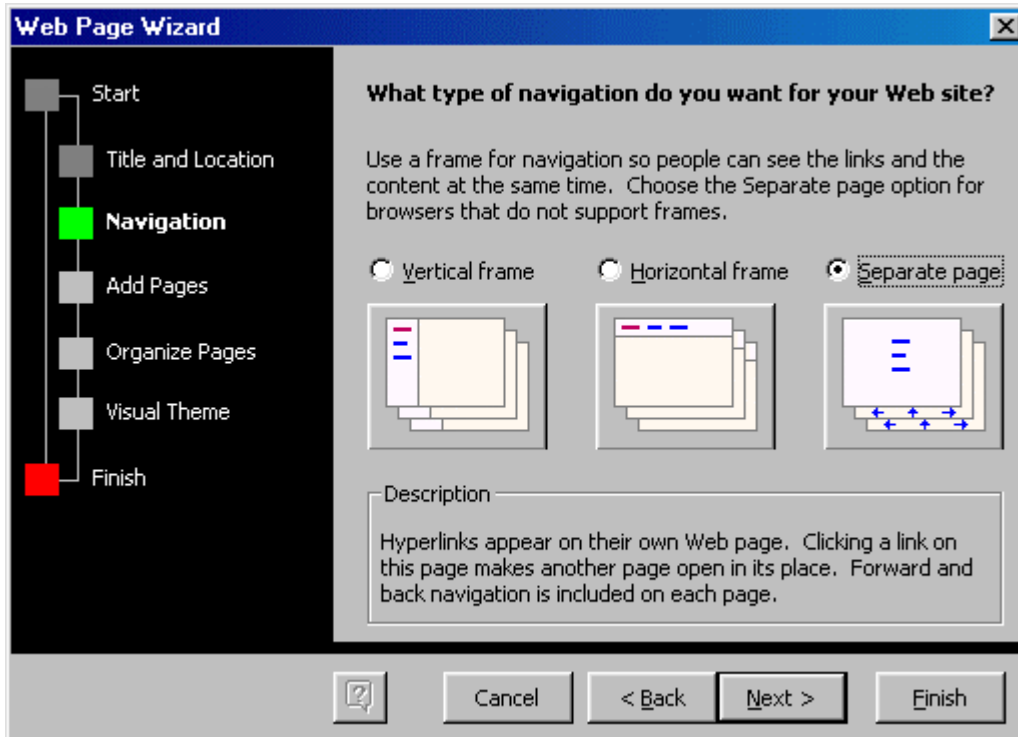 Web Page Wizard
Start
Title and Location
Navigation
Add Pages
Organize Pages
Visual Theme
Finish
What type of navigation do you want for your Web site?
Use a frame for navigation so people can see the links and the
content at the same time. Choose the Separate page option for
browsers that do not support frames.
Vertical frame
Horizontal frame
Separate page
Description
Hyperlinks appear on their own Web page. Clicking a link on
this page makes another page open in its place. Forward and
back navigation is included on each page.
Cancel
< Back
Next >
Finish